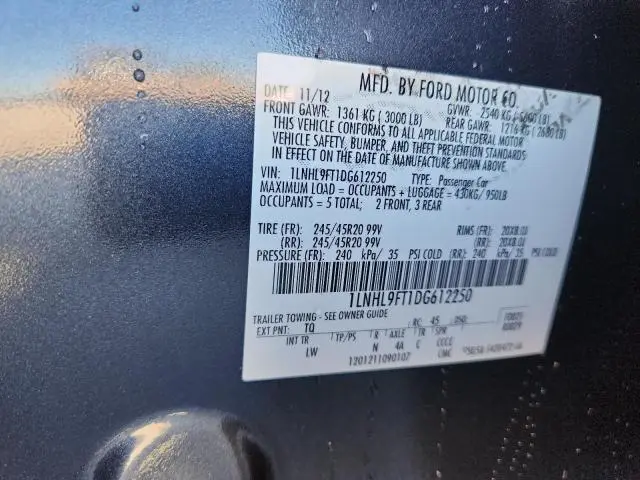 MFD. BY FORD MOTOR CO.
DATE 11/12 GVWR: 2540 KG
FRONT GAWR: 1361 KG ( 3000 LB) REAR GAWR: 1216 KG ( 2680 LB)
THIS VEHICLE CONFORMS TO ALL APPLICABLE FEDERAL MOTOR
VEHICLE SAFETY, BUMPER, AND THEFT PREVENTION STANDARDS
IN EFFECT ON THE DATE OF MANUFACTURE SHOWN ABOVE.
VIN: 1LNHL9FT1DG612250 TYPE: Passenger Car
MAXIMUM LOAD = OCCUPANTS + LUGGAGE = 430KG/ 950LB
OCCUPANTS = 5 TOTAL; 2 FRONT, 3 REAR
TIRE (FR): 245/45R20 99V RIMS (FR): 20X8.0J
(RR): 245/45R20 99V (RR): 20X8.0J
PRESSURE (FR): 240 kPa/ 35 PSI COLD (RR): 240 kPa/ 35 PSI COLD
1LNHL9FT1DG612250
TRAILER TOWING - SEE OWNER GUIDE
EXT PNT: TQ RC: 45 DSO:
INT TR TP/PS R AXLE TR SPR
LW N 4A C CCCC
1201211090107 CMC